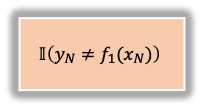 𝕀(y_N ≠ f_1(x_N))